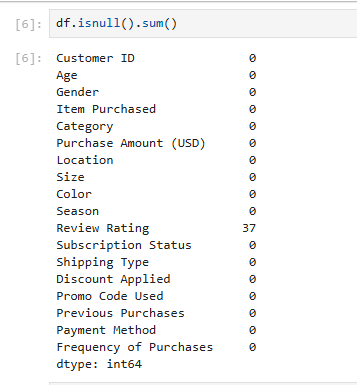 [6]: df.isnull().sum()
[6]: Customer ID 0
Age 0
Gender 0
Item Purchased 0
Category 0
Purchase Amount (USD) 0
Location 0
Size 0
Color 0
Season 0
Review Rating 37
Subscription Status 0
Shipping Type 0
Discount Applied 0
Promo Code Used 0
Previous Purchases 0
Payment Method 0
Frequency of Purchases 0
dtype: int64